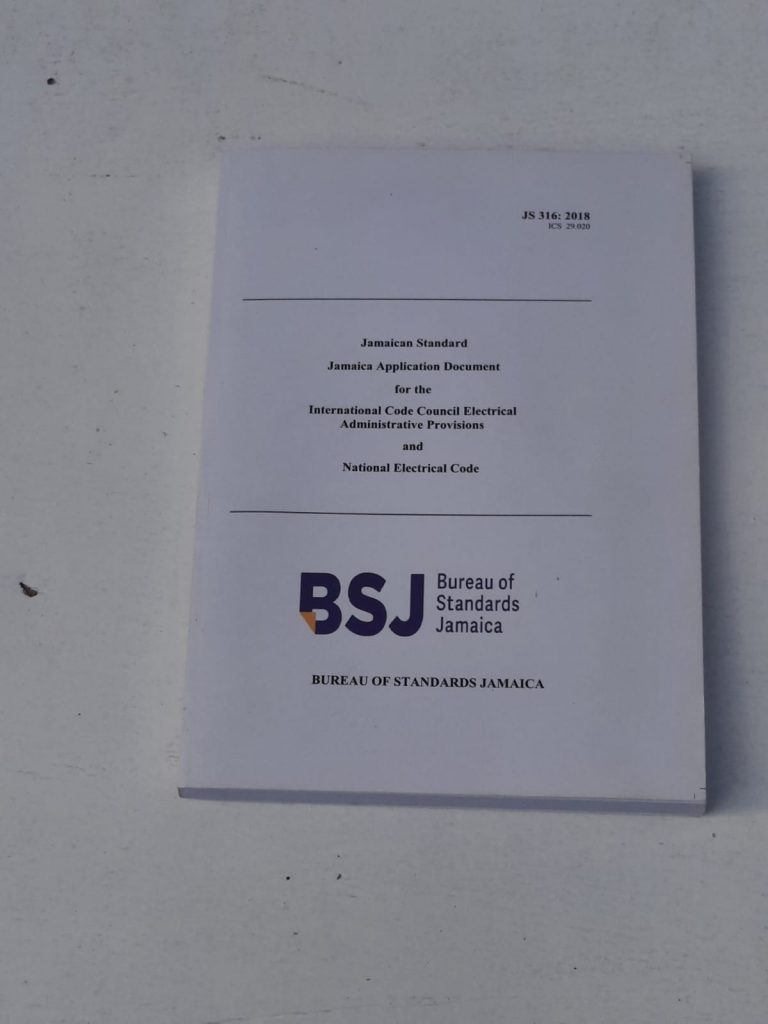 JS 316: 2018
ICS 29.020
Jamaican Standard
Jamaica Application Document
for the
International Code Council Electrical
Administrative Provisions
and
National Electrical Code
BSJ
Bureau of
Standards
Jamaica
BUREAU OF STANDARDS JAMAICA